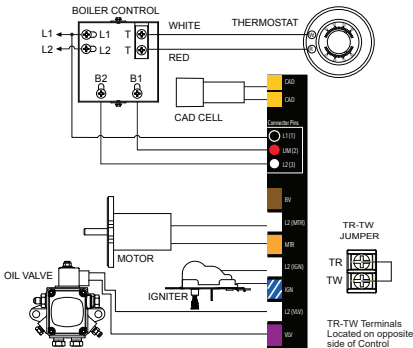 BOILER CONTROL
WHITE
THERMOSTAT
L1
L1
T
W
L2
L2
T
R
RED
B2
B1
CAD
CAD
CAD CELL
Connector Pins
L1 (1)
LIM (2)
L2 (3)
BV
L2 (MTR)
MTR
MOTOR
TR-TW
JUMPER
TR
TW
OIL VALVE
L2 (IGN)
IGN
IGNITER
L2 (VLV)
VLV
TR-TW Terminals
Located on opposite
side of Control